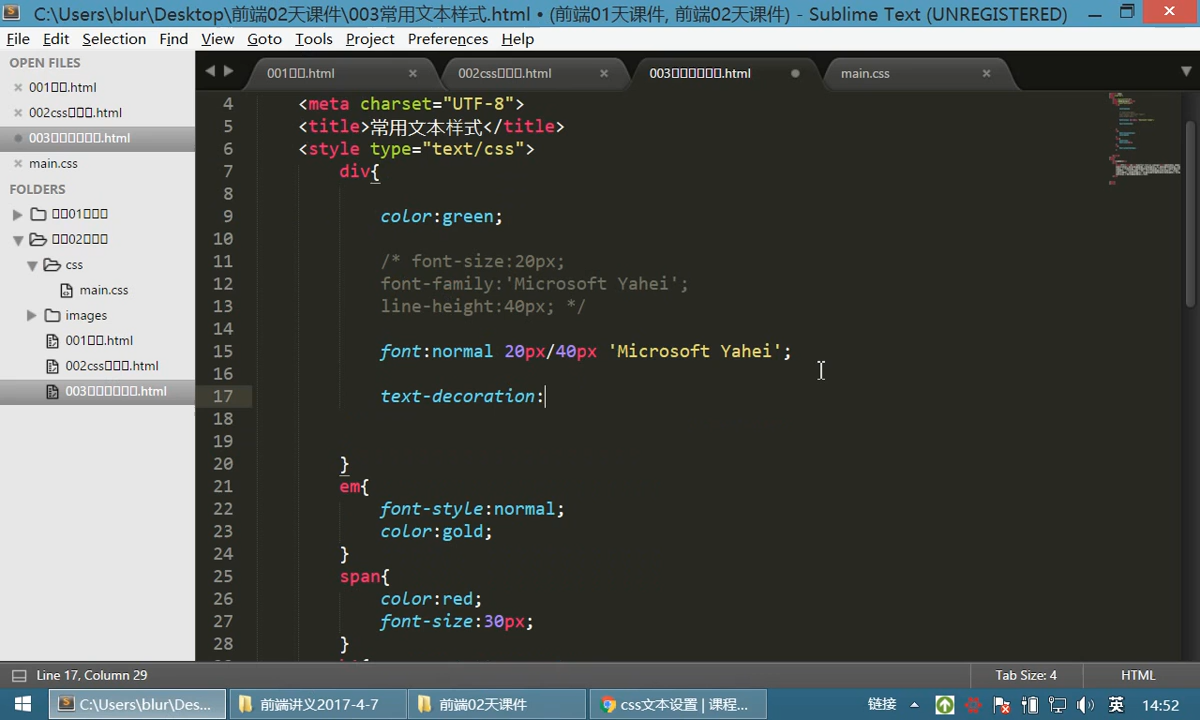 C:\Users\blur\Desktop\前端02天课件\003常用文本样式.html • (前端01天课件, 前端02天课件) - Sublime Text (UNREGISTERED)
File Edit Selection Find View Goto Tools Project Preferences Help
OPEN FILES
001□□.html
002css□□□□.html
003□□□□□□.html
main.css
FOLDERS
□□01□□□
□□02□□□
css
main.css
images
001□□.html
002css□□□□.html
003□□□□□□.html
001□□.html
002css□□□□.html
003□□□□□□.html
main.css
4 <meta charset="UTF-8">
5 <title>常用文本样式</title>
6 <style type="text/css">
7 div{
8
9 color:green;
10
11 /* font-size:20px;
12 font-family:'Microsoft Yahei';
13 line-height:40px; */
14
15 font:normal 20px/40px 'Microsoft Yahei';
16
17 text-decoration:
18
19
20 }
21 em{
22 font-style:normal;
23 color:gold;
24 }
25 span{
26 color:red;
27 font-size:30px;
28 }
Line 17, Column 29
Tab Size: 4
HTML
C:\Users\blur\Des...
前端讲义2017-4-7
前端02天课件
css文本设置 | 课程...
链接
英
14:52